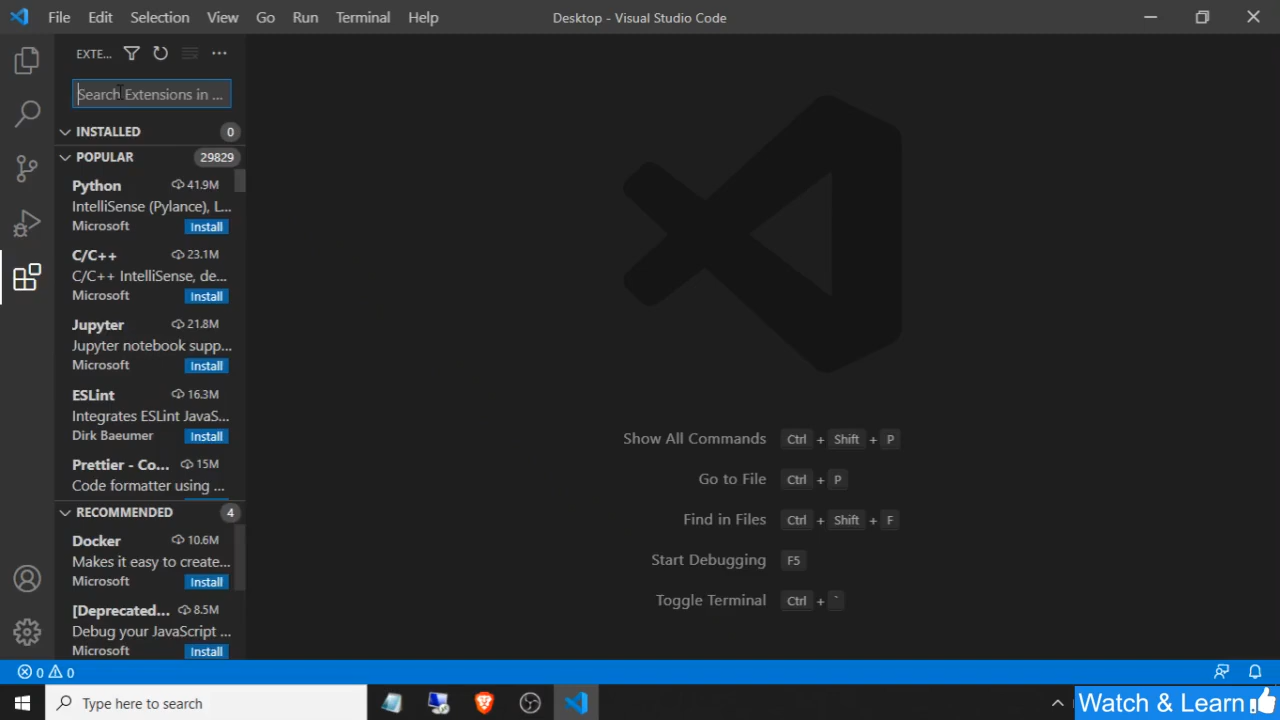 File Edit Selection View Go Run Terminal Help
Desktop - Visual Studio Code
EXTE...
Search Extensions in ...
INSTALLED 0
POPULAR 29829
Python 41.9M
IntelliSense (Pylance), L...
Microsoft Install
C/C++ 23.1M
C/C++ IntelliSense, de...
Microsoft Install
Jupyter 21.8M
Jupyter notebook supp...
Microsoft Install
ESLint 16.3M
Integrates ESLint JavaS...
Dirk Baeumer Install
Prettier - Co... 15M
Code formatter using ...
RECOMMENDED 4
Docker 10.6M
Makes it easy to create...
Microsoft Install
[Deprecated... 8.5M
Debug your JavaScript ...
Microsoft Install
Show All Commands Ctrl + Shift + P
Go to File Ctrl + P
Find in Files Ctrl + Shift + F
Start Debugging F5
Toggle Terminal Ctrl + `
0 0
Type here to search
Watch & Learn